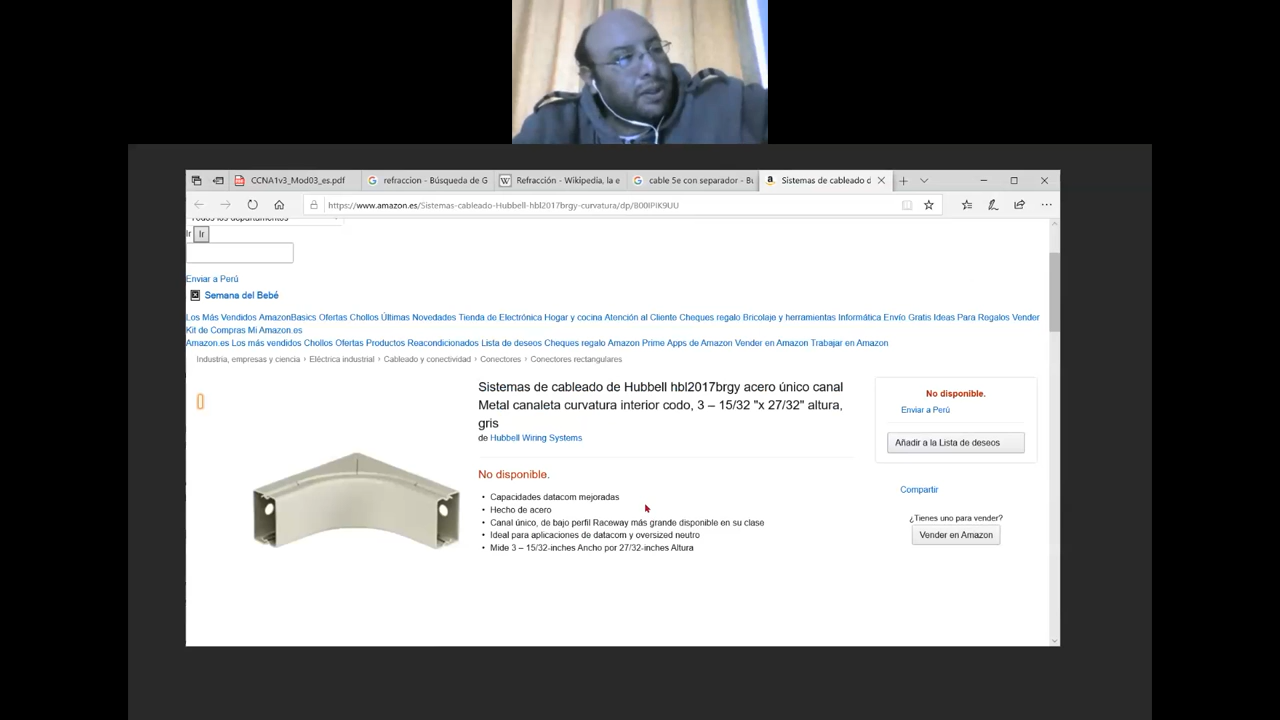 CCNA1v3_Mod03_es.pdf
refraccion - Búsqueda de G
Refracción - Wikipedia, la e
cable 5e con separador - Bu
Sistemas de cableado d
https://www.amazon.es/Sistemas-cableado-Hubbell-hbl2017brgy-curvatura/dp/B00IPIK9UU
Todos los departamentos
Ir Ir
Enviar a Perú
Semana del Bebé
Los Más Vendidos AmazonBasics Ofertas Chollos Últimas Novedades Tienda de Electrónica Hogar y cocina Atención al Cliente Cheques regalo Bricolaje y herramientas Informática Envío Gratis Ideas Para Regalos Vender
Kit de Compras Mi Amazon.es
Amazon.es Los más vendidos Chollos Ofertas Productos Reacondicionados Lista de deseos Cheques regalo Amazon Prime Apps de Amazon Vender en Amazon Trabajar en Amazon
Industria, empresas y ciencia › Eléctrica industrial › Cableado y conectividad › Conectores › Conectores rectangulares
Sistemas de cableado de Hubbell hbl2017brgy acero único canal
Metal canaleta curvatura interior codo, 3 – 15/32 "x 27/32" altura,
gris
de Hubbell Wiring Systems
No disponible.
• Capacidades datacom mejoradas
• Hecho de acero
• Canal único, de bajo perfil Raceway más grande disponible en su clase
• Ideal para aplicaciones de datacom y oversized neutro
• Mide 3 – 15/32-inches Ancho por 27/32-inches Altura
No disponible.
Enviar a Perú
Añadir a la Lista de deseos
Compartir
¿Tienes uno para vender?
Vender en Amazon